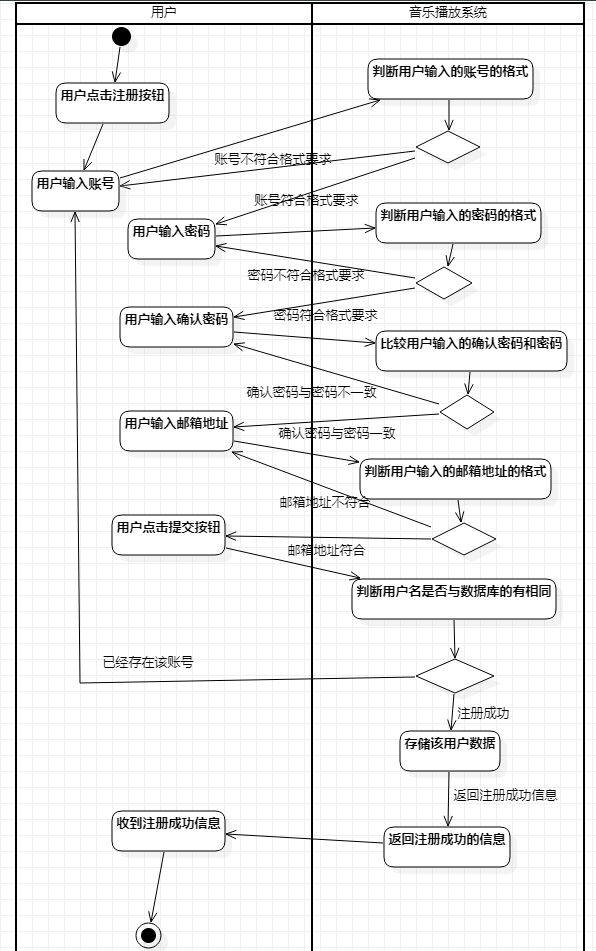 用户
音乐播放系统
判断用户输入的账号的格式
用户点击注册按钮
账号不符合格式要求
用户输入账号
账号符合格式要求
判断用户输入的密码的格式
用户输入密码
密码不符合格式要求
密码符合格式要求
用户输入确认密码
比较用户输入的确认密码和密码
确认密码与密码不一致
用户输入邮箱地址
确认密码与密码一致
判断用户输入的邮箱地址的格式
邮箱地址不符合
用户点击提交按钮
邮箱地址符合
判断用户名是否与数据库的有相同
已经存在该账号
注册成功
存储该用户数据
返回注册成功信息
收到注册成功信息
返回注册成功的信息